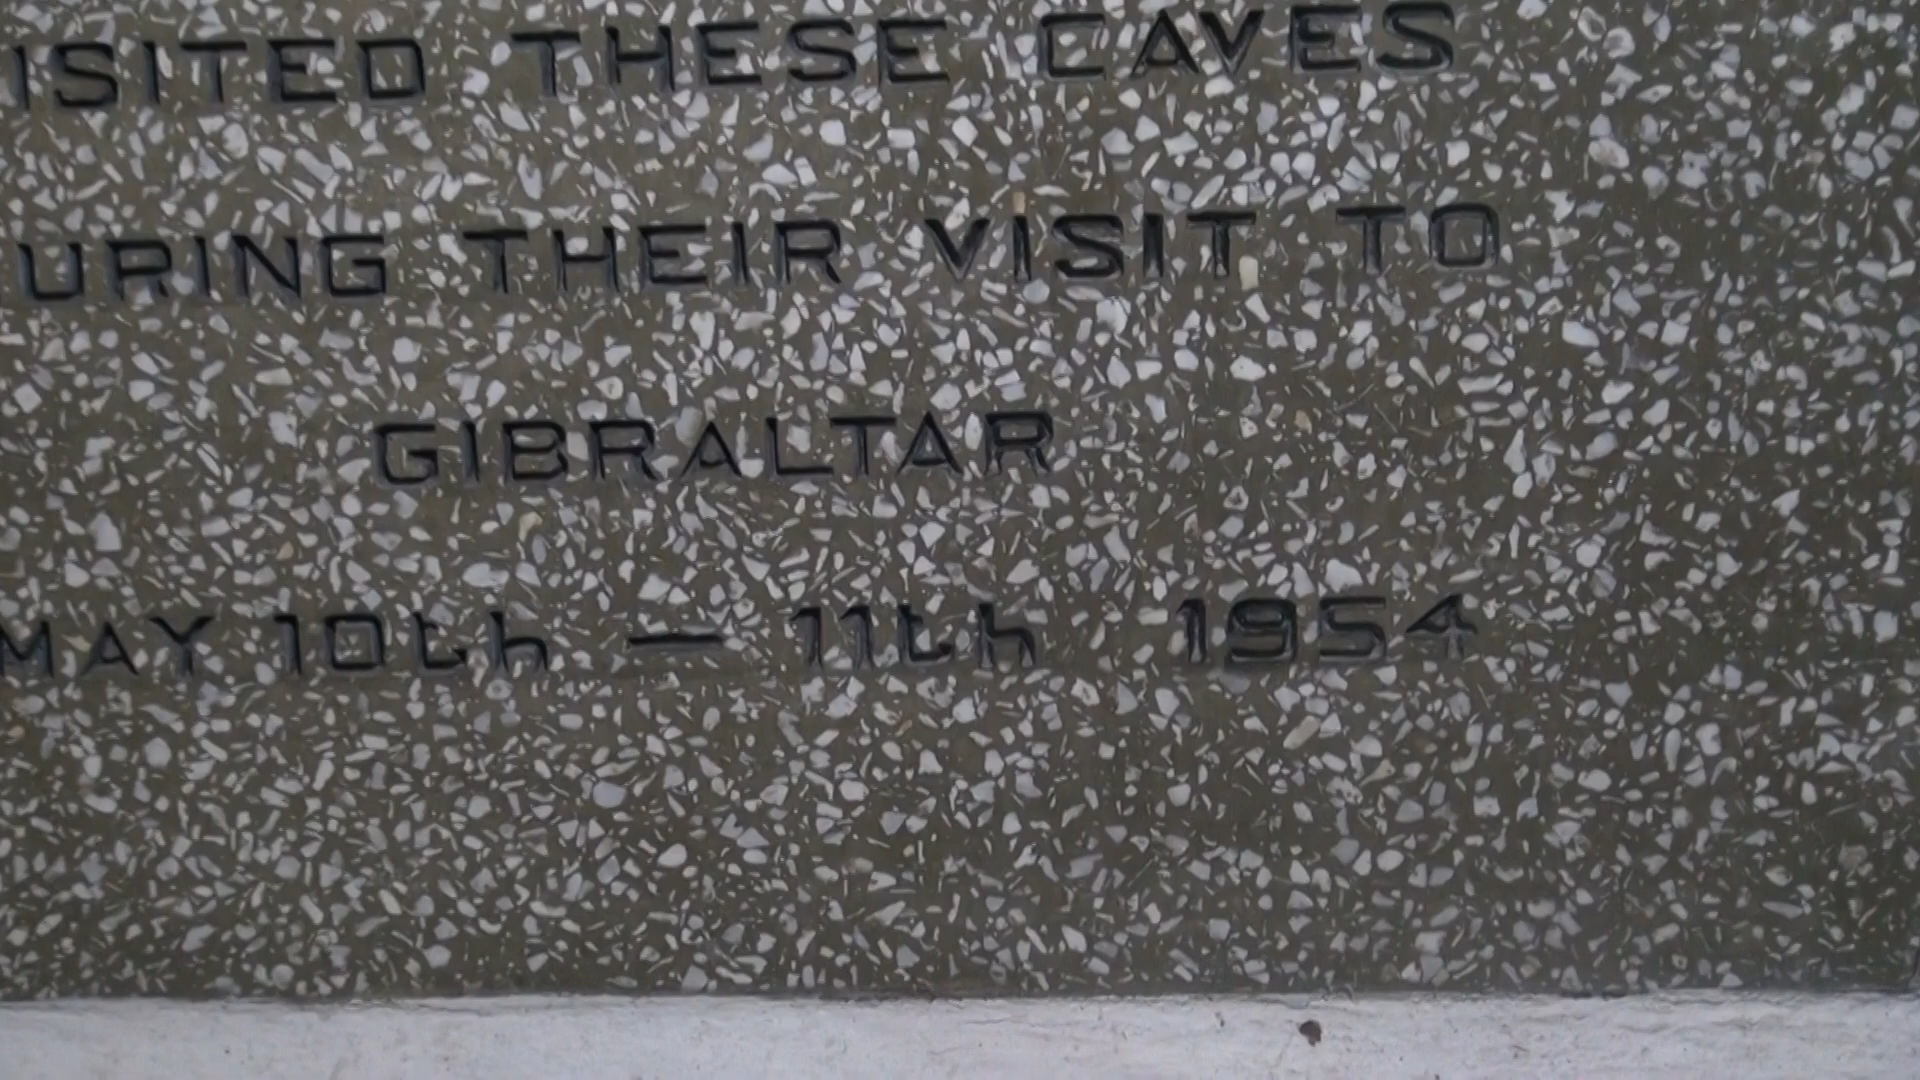 ISITED THESE CAVES
URING THEIR VISIT TO
GIBRALTAR
MAY 10th — 11th 1954